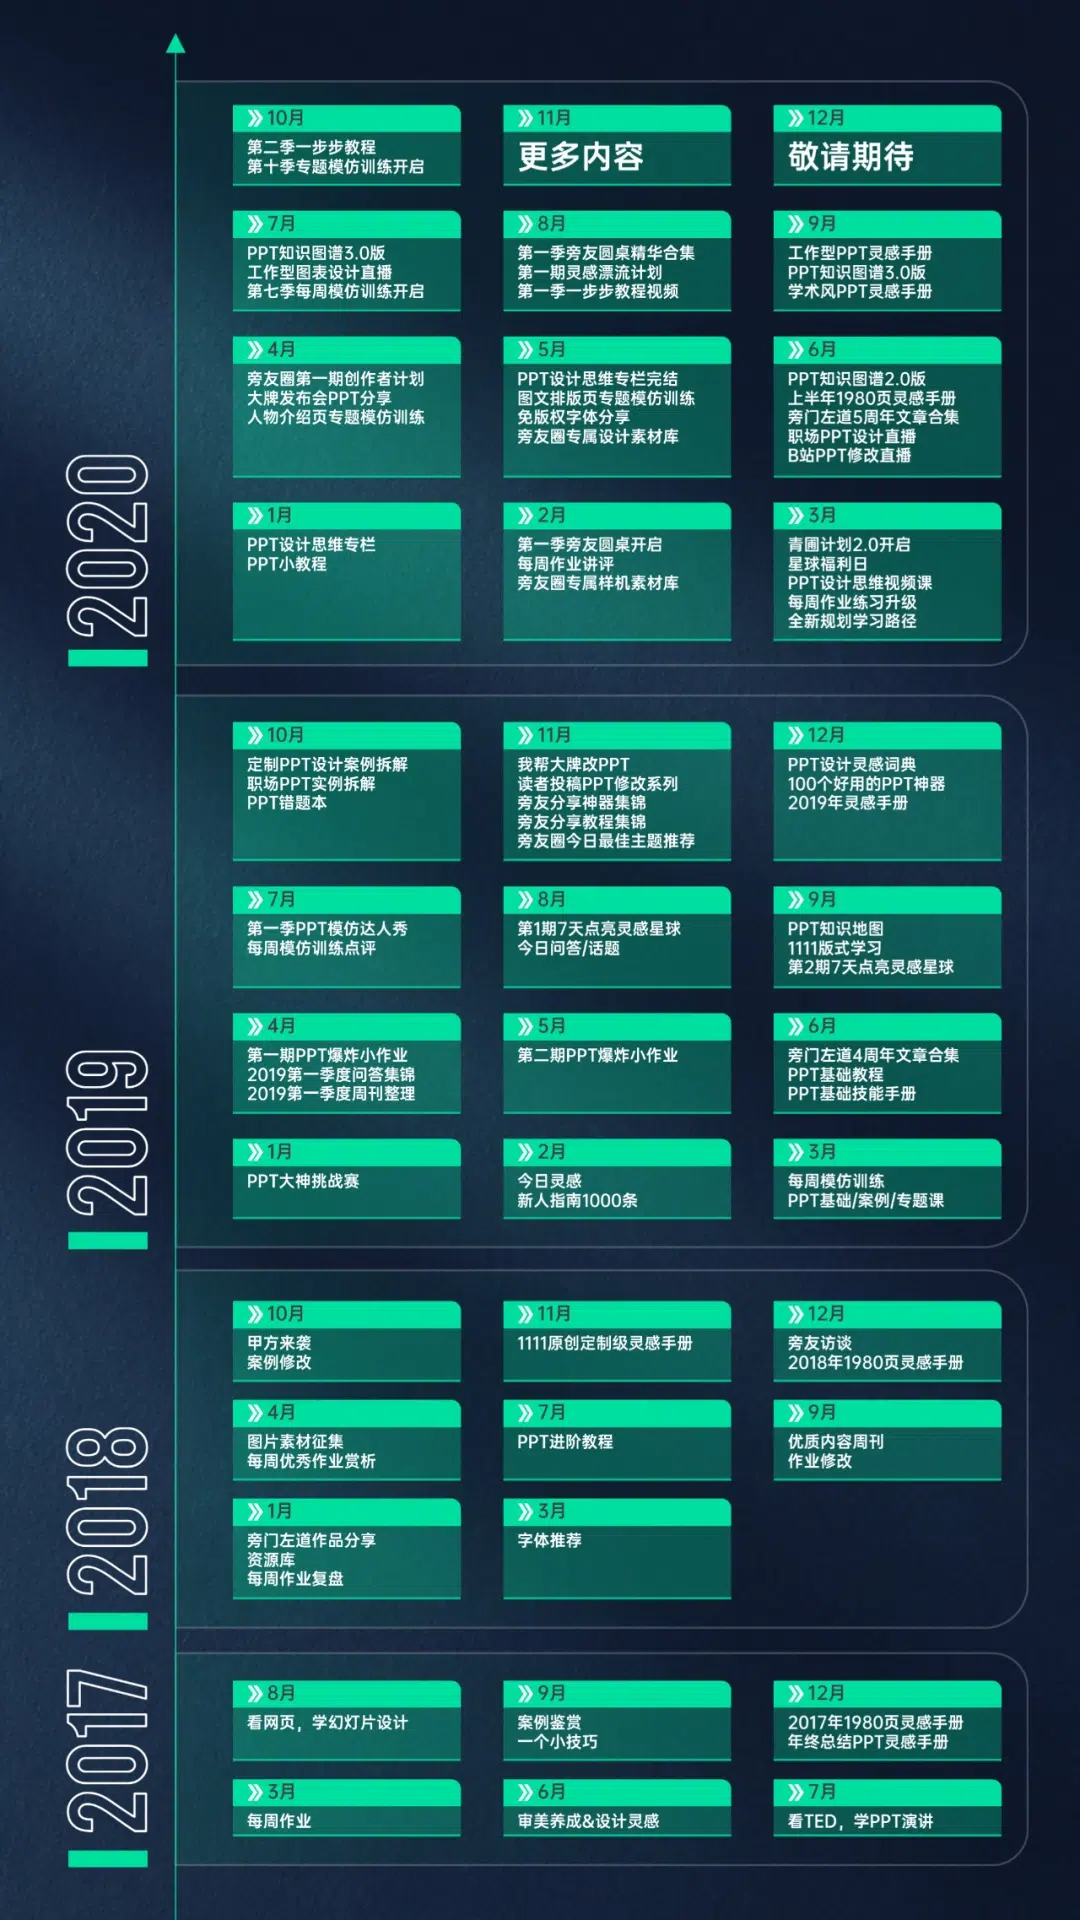 2020
10月
第二季一步步教程
第十季专题模仿训练开启
11月
更多内容
12月
敬请期待
7月
PPT知识图谱3.0版
工作型图表设计直播
第七季每周模仿训练开启
8月
第一季旁友圆桌精华合集
第一期灵感漂流计划
第一季一步步教程视频
9月
工作型PPT灵感手册
PPT知识图谱3.0版
学术风PPT灵感手册
4月
旁友圈第一期创作者计划
大牌发布会PPT分享
人物介绍页专题模仿训练
5月
PPT设计思维专栏完结
图文排版页专题模仿训练
免版权字体分享
旁友圈专属设计素材库
6月
PPT知识图谱2.0版
上半年1980页灵感手册
旁门左道5周年文章合集
职场PPT设计直播
B站PPT修改直播
1月
PPT设计思维专栏
PPT小教程
2月
第一季旁友圆桌开启
每周作业讲评
旁友圈专属样机素材库
3月
青圃计划2.0开启
星球福利日
PPT设计思维视频课
每周作业练习升级
全新规划学习路径
2019
10月
定制PPT设计案例拆解
职场PPT实例拆解
PPT错题本
11月
我帮大牌改PPT
读者投稿PPT修改系列
旁友分享神器集锦
旁友分享教程集锦
旁友圈今日最佳主题推荐
12月
PPT设计灵感词典
100个好用的PPT神器
2019年灵感手册
7月
第一季PPT模仿达人秀
每周模仿训练点评
8月
第1期7天点亮灵感星球
今日问答/话题
9月
PPT知识地图
1111版式学习
第2期7天点亮灵感星球
4月
第一期PPT爆炸小作业
2019第一季度问答集锦
2019第一季度周刊整理
5月
第二期PPT爆炸小作业
6月
旁门左道4周年文章合集
PPT基础教程
PPT基础技能手册
1月
PPT大神挑战赛
2月
今日灵感
新人指南1000条
3月
每周模仿训练
PPT基础/案例/专题课
2018
10月
甲方来袭
案例修改
11月
1111原创定制级灵感手册
12月
旁友访谈
2018年1980页灵感手册
4月
图片素材征集
每周优秀作业赏析
7月
PPT进阶教程
9月
优质内容周刊
作业修改
1月
旁门左道作品分享
资源库
每周作业复盘
3月
字体推荐
2017
8月
看网页，学幻灯片设计
9月
案例鉴赏
一个小技巧
12月
2017年1980页灵感手册
年终总结PPT灵感手册
3月
每周作业
6月
审美养成&设计灵感
7月
看TED，学PPT演讲